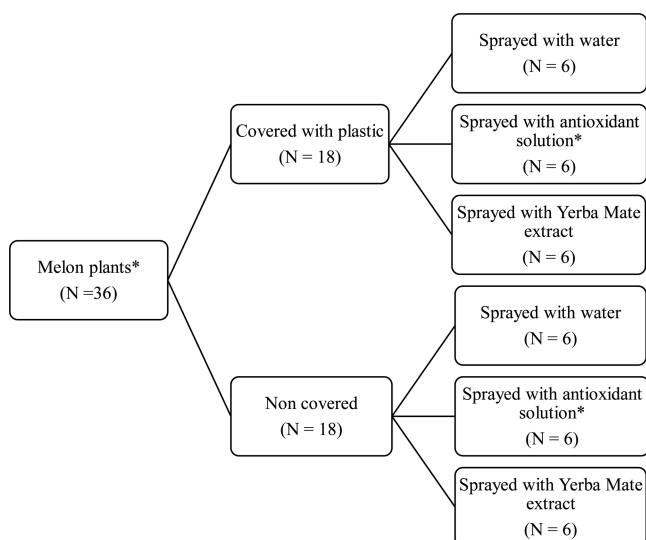 Melon plants*
(N =36)
Covered with plastic
(N = 18)
Sprayed with water
(N = 6)
Sprayed with antioxidant
solution*
(N = 6)
Sprayed with Yerba Mate
extract
(N = 6)
Non covered
(N = 18)
Sprayed with water
(N = 6)
Sprayed with antioxidant
solution*
(N = 6)
Sprayed with Yerba Mate
extract
(N = 6)